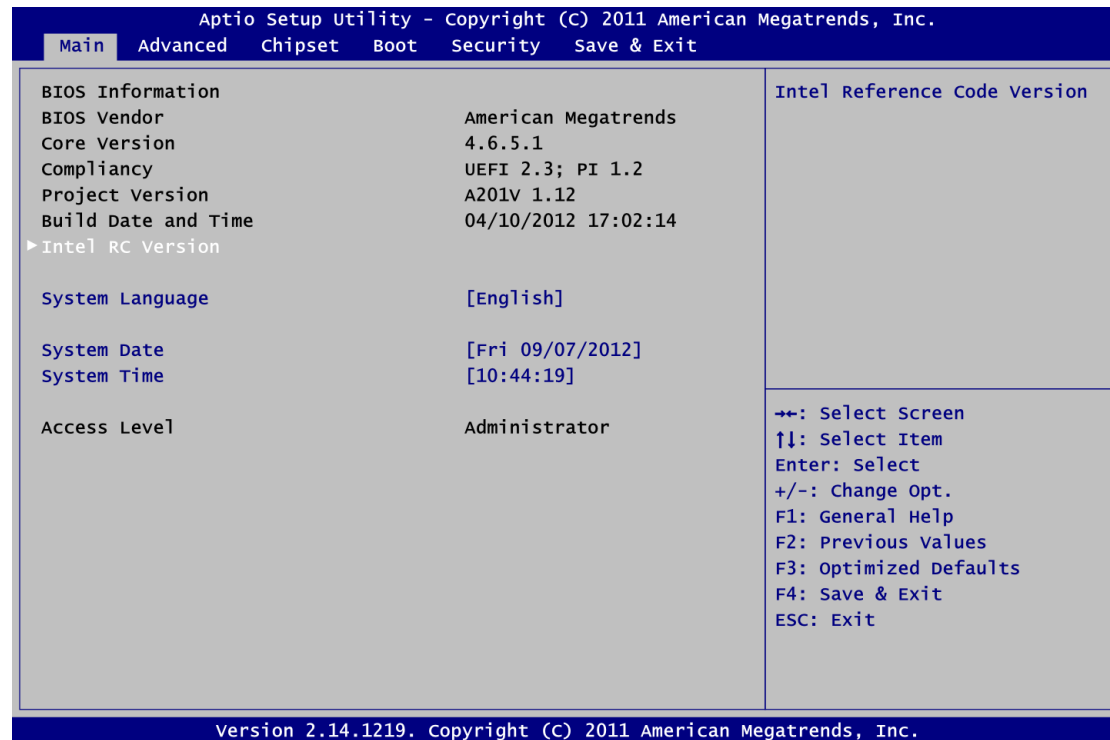 Aptio Setup Utility - Copyright (C) 2011 American Megatrends, Inc.
Main Advanced Chipset Boot Security Save & Exit
BIOS Information
BIOS Vendor American Megatrends
Core Version 4.6.5.1
Compliancy UEFI 2.3; PI 1.2
Project Version A201V 1.12
Build Date and Time 04/10/2012 17:02:14
►Intel RC Version
System Language [English]
System Date [Fri 09/07/2012]
System Time [10:44:19]
Access Level Administrator
Intel Reference Code Version
→←: Select Screen
↑↓: Select Item
Enter: Select
+/-: Change Opt.
F1: General Help
F2: Previous Values
F3: Optimized Defaults
F4: Save & Exit
ESC: Exit
Version 2.14.1219. Copyright (C) 2011 American Megatrends, Inc.